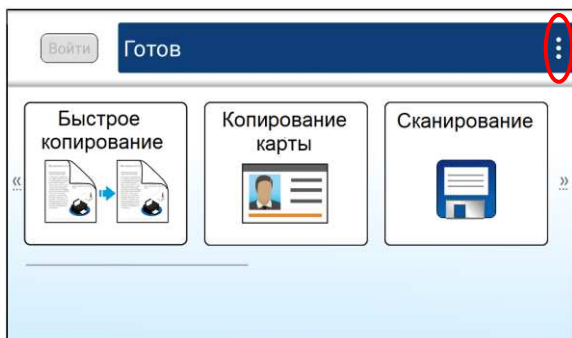 Войти
Готов
Быстрое
копирование
Копирование
карты
Сканирование
«
»